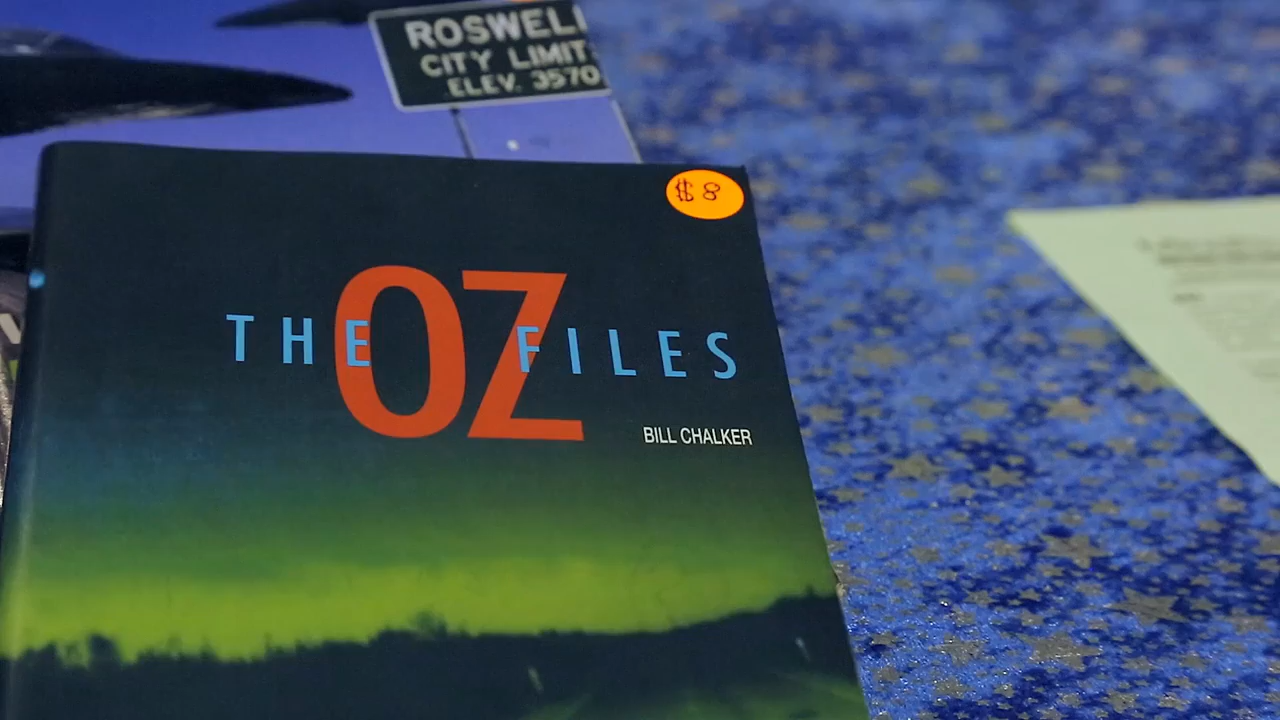 ROSWELL
CITY LIMIT
ELEV. 3570
$8
THE OZ FILES
BILL CHALKER